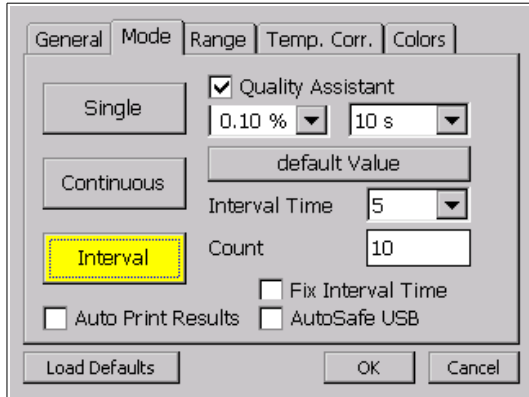 General Mode Range Temp. Corr. Colors
Single
Quality Assistant
0.10 % 10 s
Continuous
default Value
Interval Time 5
Interval
Count 10
Fix Interval Time
Auto Print Results AutoSafe USB
Load Defaults OK Cancel